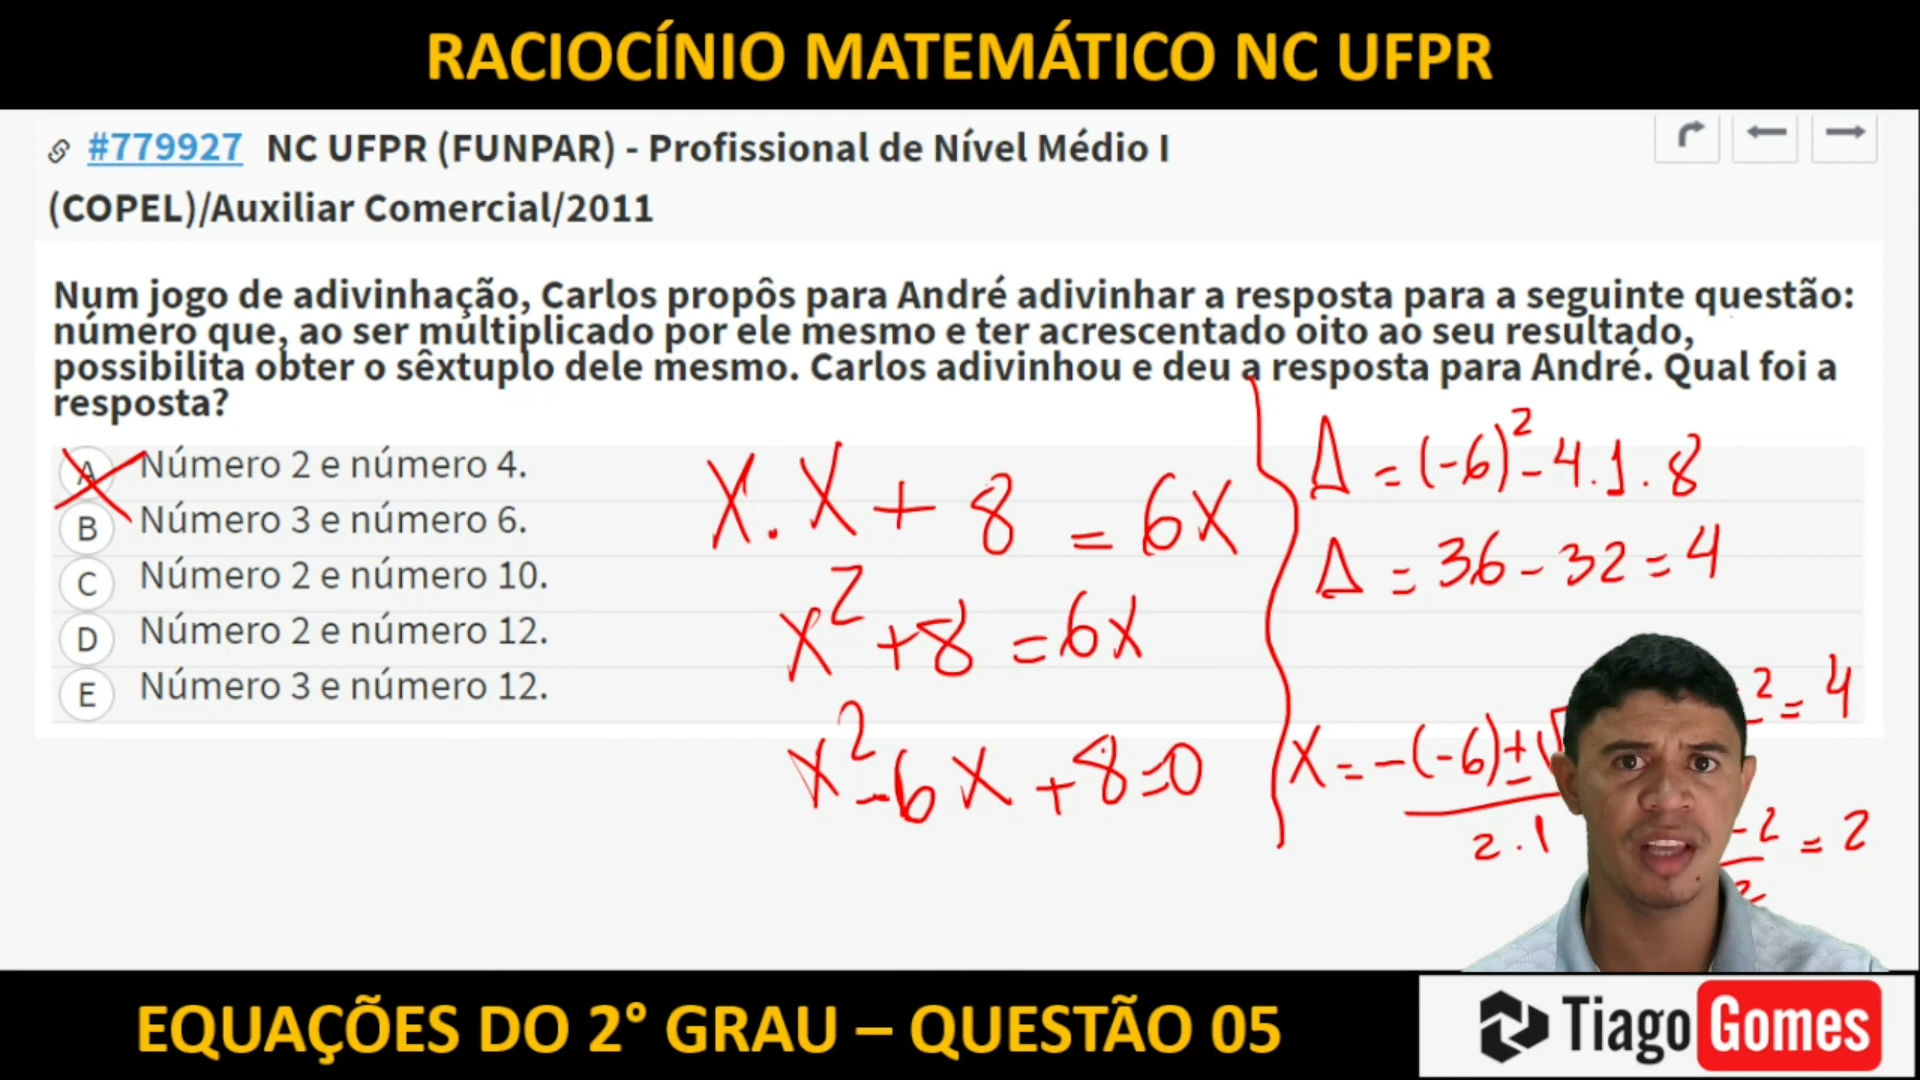 RACIOCÍNIO MATEMÁTICO NC UFPR
#779927 NC UFPR (FUNPAR) - Profissional de Nível Médio I
(COPEL)/Auxiliar Comercial/2011
Num jogo de adivinhação, Carlos propôs para André adivinhar a resposta para a seguinte questão:
número que, ao ser multiplicado por ele mesmo e ter acrescentado oito ao seu resultado,
possibilita obter o sêxtuplo dele mesmo. Carlos adivinhou e deu a resposta para André. Qual foi a
resposta?
A Número 2 e número 4.
B Número 3 e número 6.
C Número 2 e número 10.
D Número 2 e número 12.
E Número 3 e número 12.
X.X + 8 = 6X
X² + 8 = 6X
X² - 6X + 8 = 0
Δ = (-6)² - 4.1.8
Δ = 36 - 32 = 4
X = -(-6) ± √
2.1
2 = 4
-2 = 2
2
EQUAÇÕES DO 2° GRAU – QUESTÃO 05
Tiago Gomes